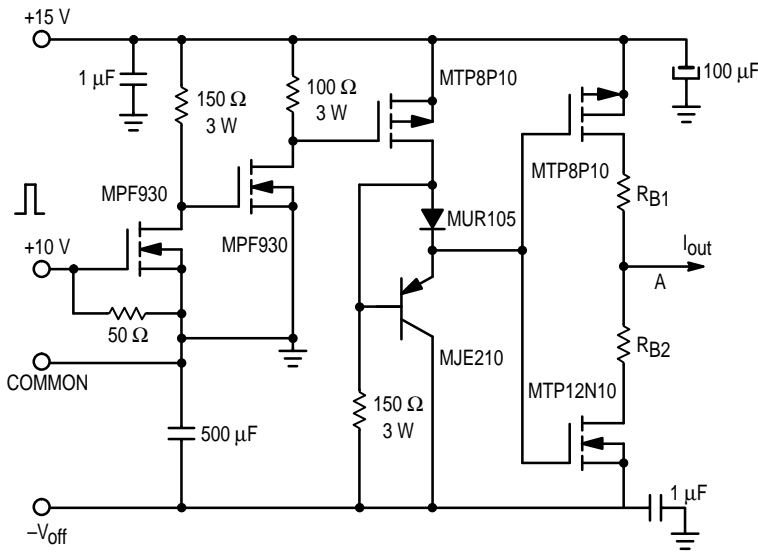 +15 V
1 μF
150 Ω
3 W
100 Ω
3 W
MTP8P10
100 μF
MTP8P10
MPF930
MPF930
MUR105
RB1
+10 V
Iout
A
50 Ω
COMMON
MJE210
RB2
MTP12N10
150 Ω
3 W
500 μF
1 μF
–Voff